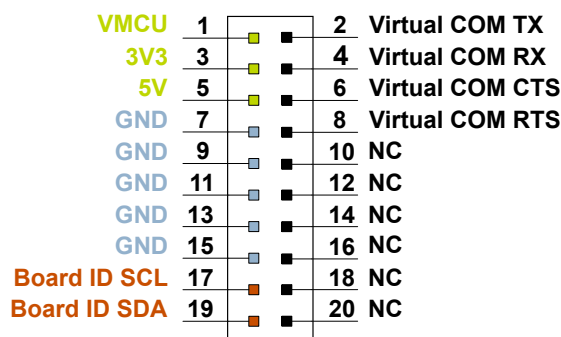 VMCU 1 2 Virtual COM TX
3V3 3 4 Virtual COM RX
5V 5 6 Virtual COM CTS
GND 7 8 Virtual COM RTS
GND 9 10 NC
GND 11 12 NC
GND 13 14 NC
GND 15 16 NC
Board ID SCL 17 18 NC
Board ID SDA 19 20 NC